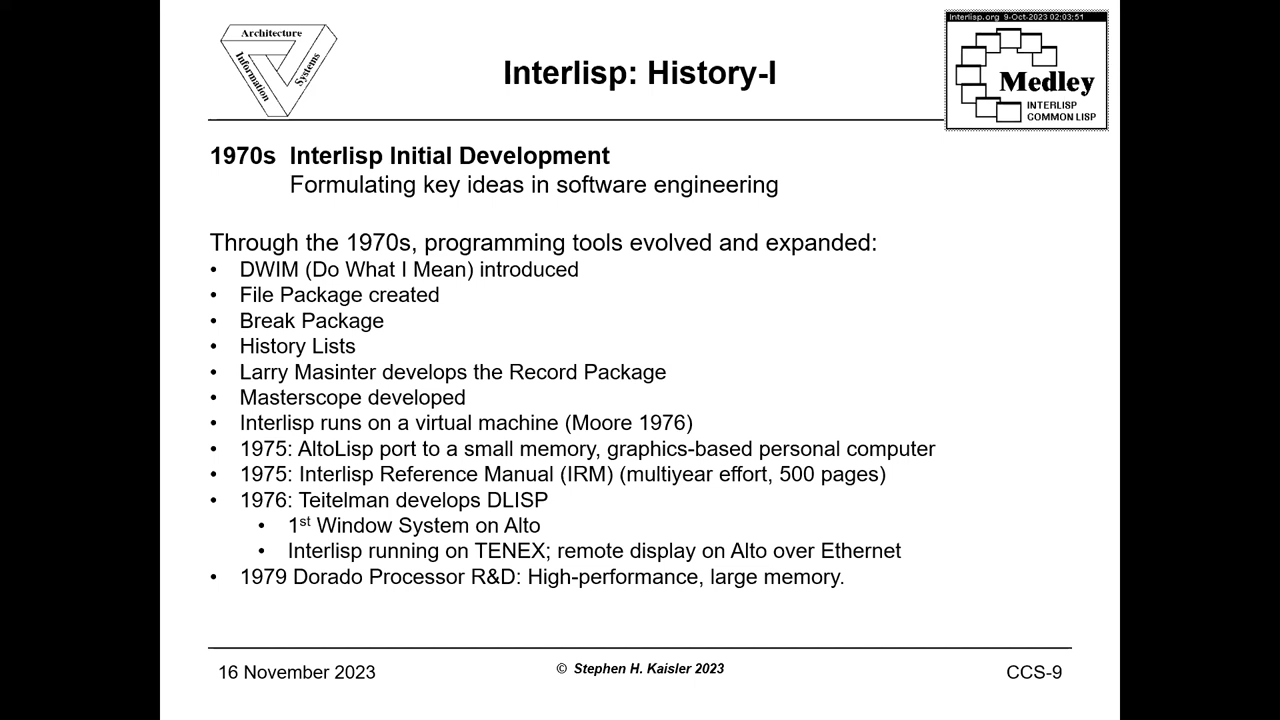 Architecture
Information
Systems
Interlisp: History-I
Interlisp.org 9-Oct-2023 02:03:51
Medley
INTERLISP
COMMON LISP
1970s Interlisp Initial Development
Formulating key ideas in software engineering
Through the 1970s, programming tools evolved and expanded:
• DWIM (Do What I Mean) introduced
• File Package created
• Break Package
• History Lists
• Larry Masinter develops the Record Package
• Masterscope developed
• Interlisp runs on a virtual machine (Moore 1976)
• 1975: AltoLisp port to a small memory, graphics-based personal computer
• 1975: Interlisp Reference Manual (IRM) (multiyear effort, 500 pages)
• 1976: Teitelman develops DLISP
• 1st Window System on Alto
• Interlisp running on TENEX; remote display on Alto over Ethernet
• 1979 Dorado Processor R&D: High-performance, large memory.
16 November 2023
© Stephen H. Kaisler 2023
CCS-9